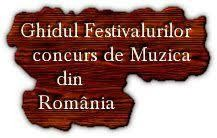 Ghidul Festivalurilor
concurs de Muzica
din
România